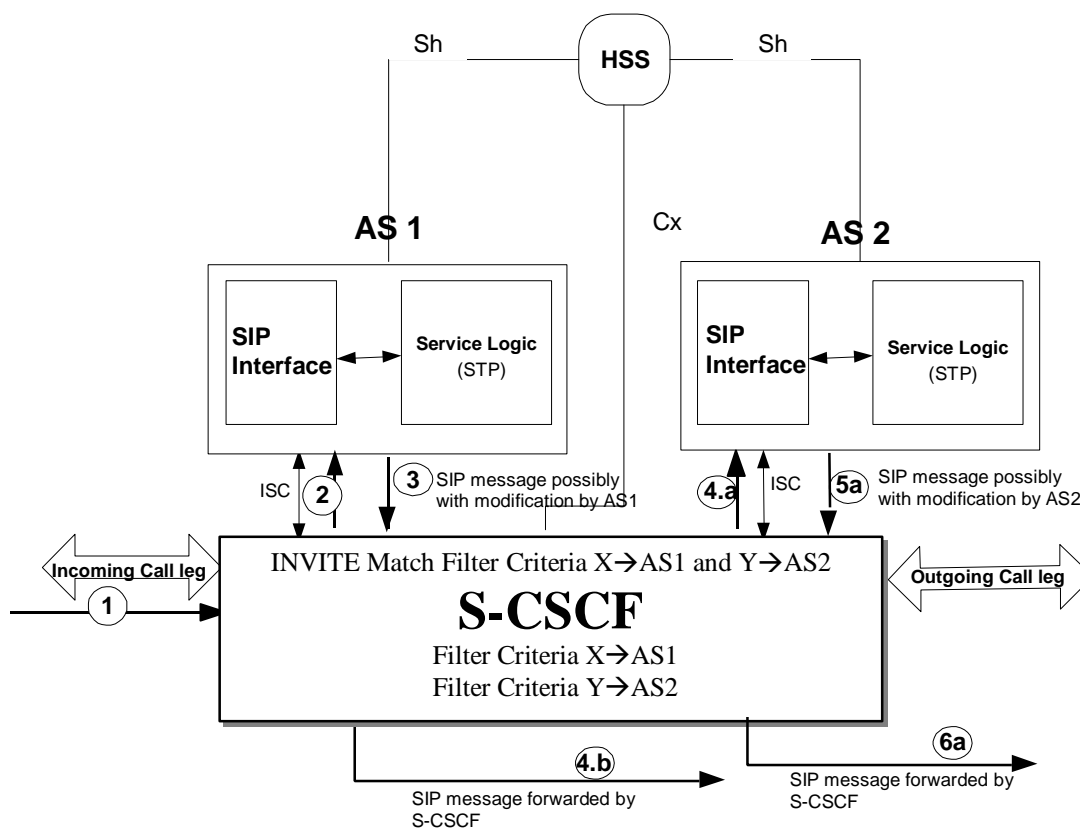 Sh
HSS
Sh
AS 1
Cx
AS 2
SIP
Interface
Service Logic
(STP)
SIP
Interface
Service Logic
(STP)
ISC
2
3
SIP message possibly
with modification by AS1
4.a
ISC
5a
SIP message possibly
with modification by AS2
Incoming Call leg
1
INVITE Match Filter Criteria X→AS1 and Y→AS2
S-CSCF
Filter Criteria X→AS1
Filter Criteria Y→AS2
Outgoing Call leg
4.b
SIP message forwarded by
S-CSCF
6a
SIP message forwarded by
S-CSCF